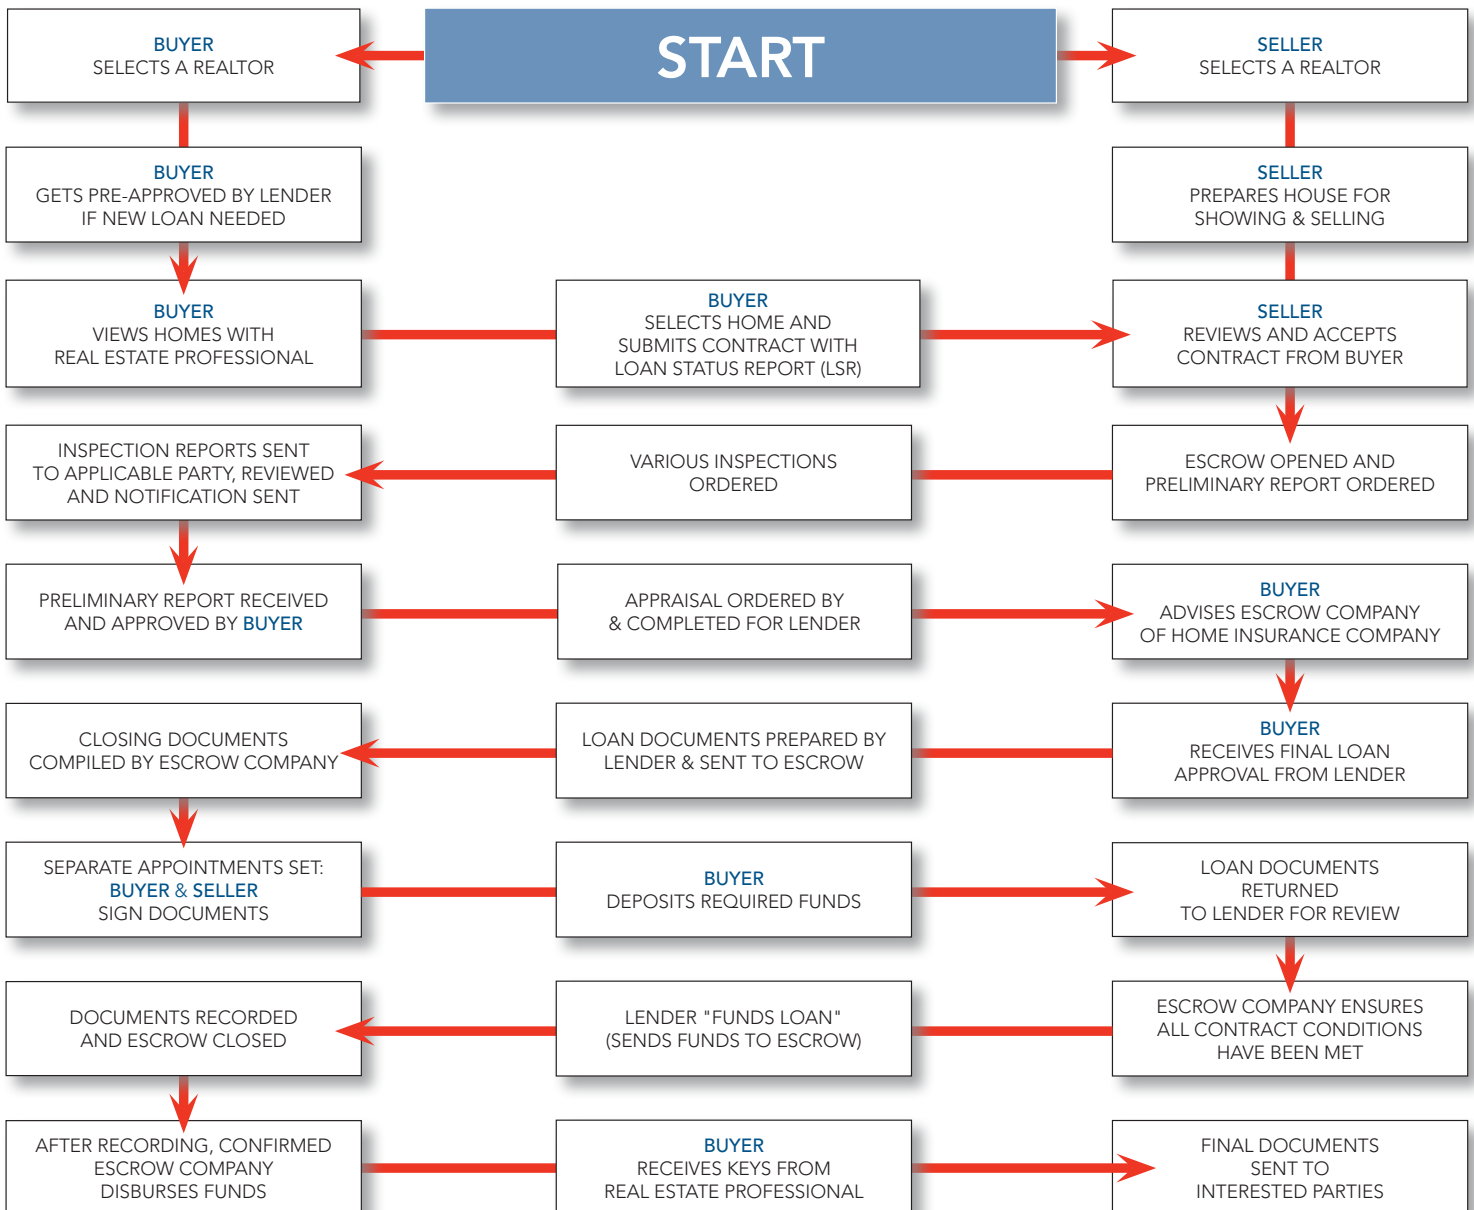 START
BUYER
SELECTS A REALTOR
SELLER
SELECTS A REALTOR
BUYER
GETS PRE-APPROVED BY LENDER
IF NEW LOAN NEEDED
SELLER
PREPARES HOUSE FOR
SHOWING & SELLING
BUYER
VIEWS HOMES WITH
REAL ESTATE PROFESSIONAL
BUYER
SELECTS HOME AND
SUBMITS CONTRACT WITH
LOAN STATUS REPORT (LSR)
SELLER
REVIEWS AND ACCEPTS
CONTRACT FROM BUYER
ESCROW OPENED AND
PRELIMINARY REPORT ORDERED
VARIOUS INSPECTIONS
ORDERED
INSPECTION REPORTS SENT
TO APPLICABLE PARTY, REVIEWED
AND NOTIFICATION SENT
PRELIMINARY REPORT RECEIVED
AND APPROVED BY BUYER
APPRAISAL ORDERED BY
& COMPLETED FOR LENDER
BUYER
ADVISES ESCROW COMPANY
OF HOME INSURANCE COMPANY
BUYER
RECEIVES FINAL LOAN
APPROVAL FROM LENDER
LOAN DOCUMENTS PREPARED BY
LENDER & SENT TO ESCROW
CLOSING DOCUMENTS
COMPILED BY ESCROW COMPANY
SEPARATE APPOINTMENTS SET:
BUYER & SELLER
SIGN DOCUMENTS
BUYER
DEPOSITS REQUIRED FUNDS
LOAN DOCUMENTS
RETURNED
TO LENDER FOR REVIEW
ESCROW COMPANY ENSURES
ALL CONTRACT CONDITIONS
HAVE BEEN MET
LENDER "FUNDS LOAN"
(SENDS FUNDS TO ESCROW)
DOCUMENTS RECORDED
AND ESCROW CLOSED
AFTER RECORDING, CONFIRMED
ESCROW COMPANY
DISBURSES FUNDS
BUYER
RECEIVES KEYS FROM
REAL ESTATE PROFESSIONAL
FINAL DOCUMENTS
SENT TO
INTERESTED PARTIES